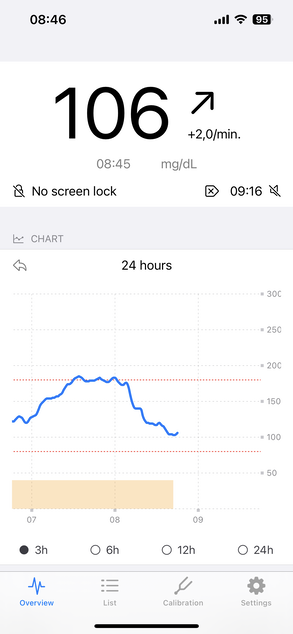 08:46
95
106
+2,0/min.
08:45 mg/dL
No screen lock 09:16
CHART
24 hours
300
250
200
150
100
50
07 08 09
3h 6h 12h 24h
Overview List Calibration Settings